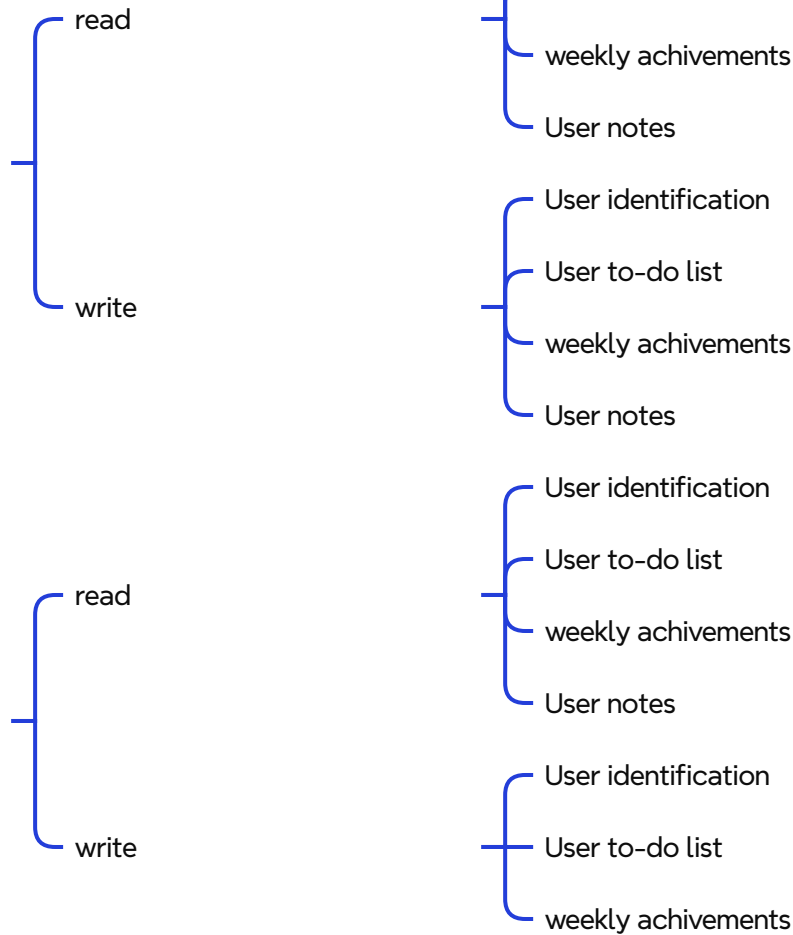 read
weekly achivements
User notes
User identification
User to-do list
write
weekly achivements
User notes
User identification
User to-do list
read
weekly achivements
User notes
User identification
write
User to-do list
weekly achivements